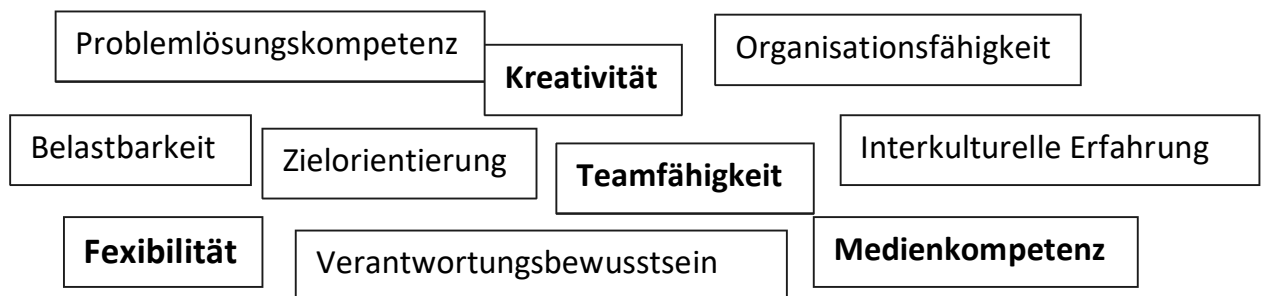 Problemlösungskompetenz
Kreativität
Organisationsfähigkeit
Belastbarkeit
Zielorientierung
Teamfähigkeit
Interkulturelle Erfahrung
Fexibilität
Verantwortungsbewusstsein
Medienkompetenz